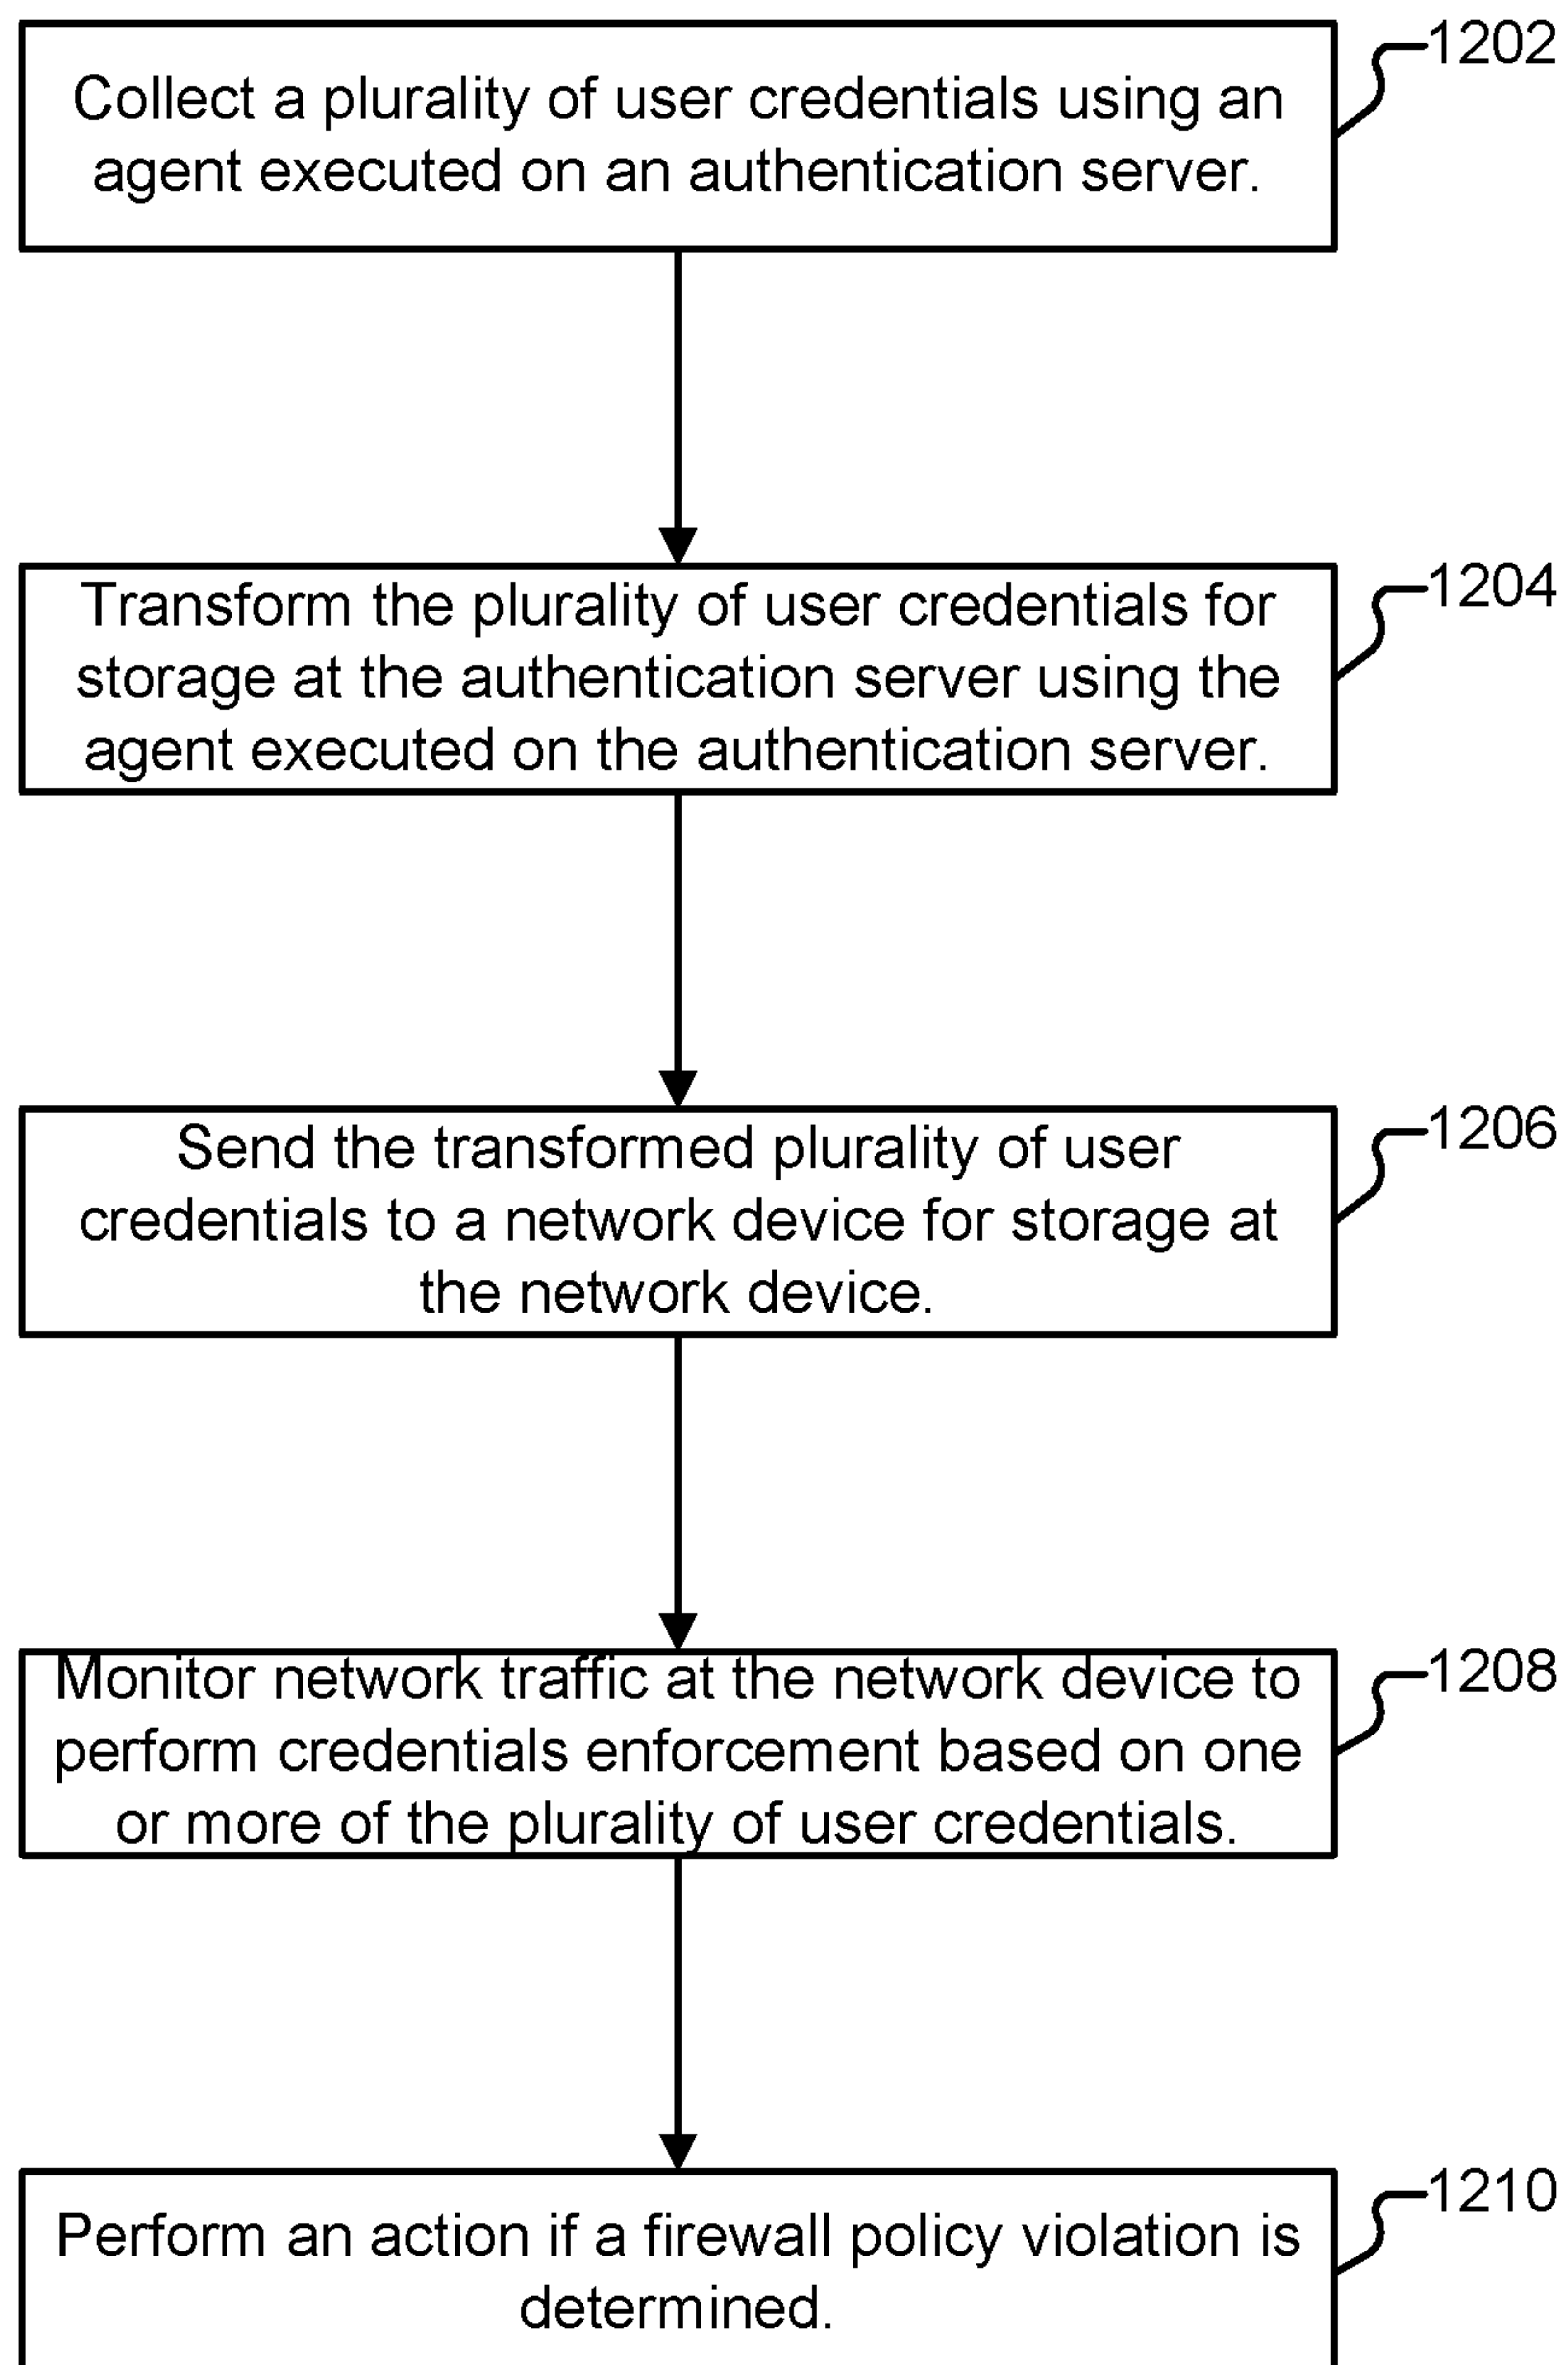 1202
Collect a plurality of user credentials using an
agent executed on an authentication server.
1204
Transform the plurality of user credentials for
storage at the authentication server using the
agent executed on the authentication server.
1206
Send the transformed plurality of user
credentials to a network device for storage at
the network device.
1208
Monitor network traffic at the network device to
perform credentials enforcement based on one
or more of the plurality of user credentials.
1210
Perform an action if a firewall policy violation is
determined.